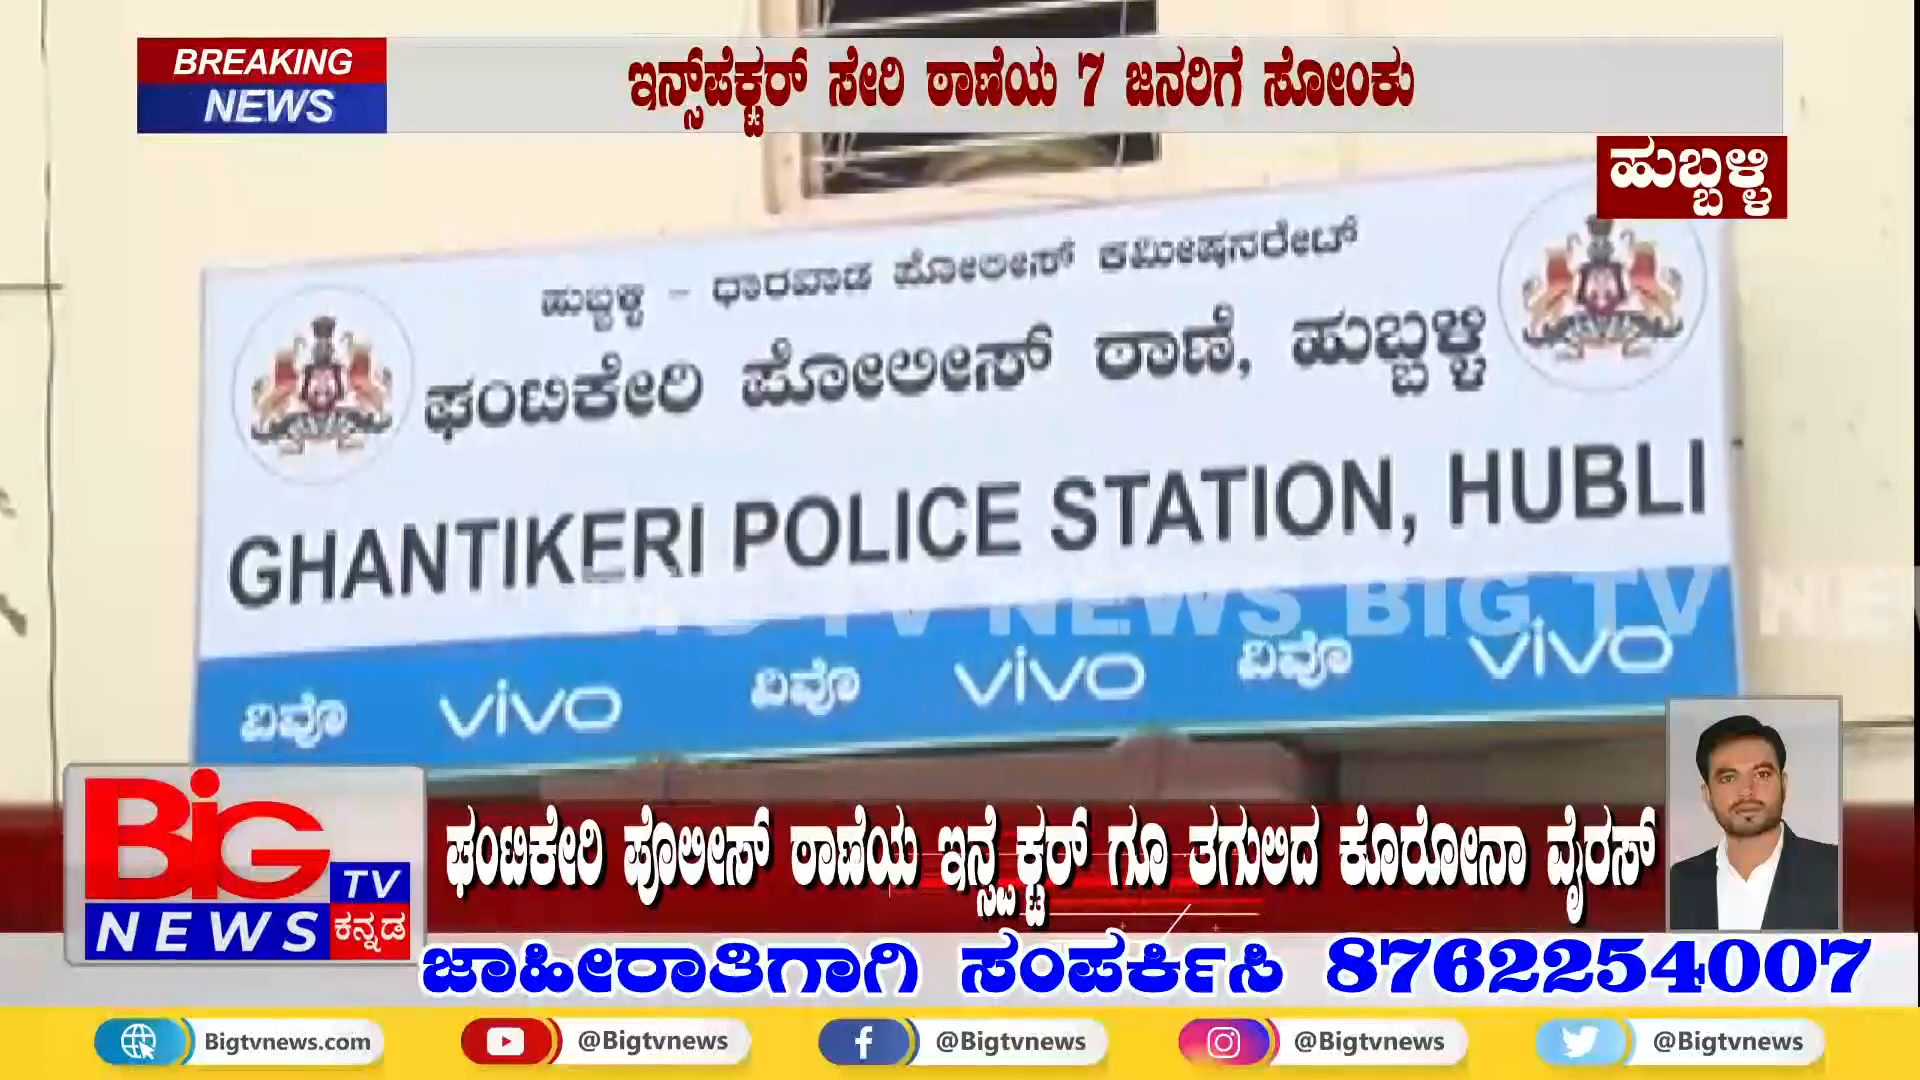 BREAKING
NEWS
ಇನ್ಸ್‌ಪೆಕ್ಟರ್ ಸೇರಿ ಠಾಣೆಯ 7 ಜನರಿಗೆ ಸೋಂಕು
ಹುಬ್ಬಳ್ಳಿ
ಹುಬ್ಬಳ್ಳಿ - ಧಾರವಾಡ ಪೋಲೀಸ್ ಕಮೀಷನರೇಟ್
ಘಂಟಿಕೇರಿ ಪೋಲೀಸ್ ಠಾಣೆ, ಹುಬ್ಬಳ್ಳಿ
GHANTIKERI POLICE STATION, HUBLI
TV NEWS BIG TV NEW
ವಿವೊ vivo ವಿವೊ vivo ವಿವೊ vivo
BIG
TV
NEWS ಕನ್ನಡ
ಘಂಟಿಕೇರಿ ಪೊಲೀಸ್ ಠಾಣೆಯ ಇನ್ಸ್ಪೆಕ್ಟರ್ ಗೂ ತಗುಲಿದ ಕೊರೋನಾ ವೈರಸ್
ಜಾಹೀರಾತಿಗಾಗಿ ಸಂಪರ್ಕಿಸಿ 8762254007
Bigtvnews.com @Bigtvnews @Bigtvnews @Bigtvnews @Bigtvnews